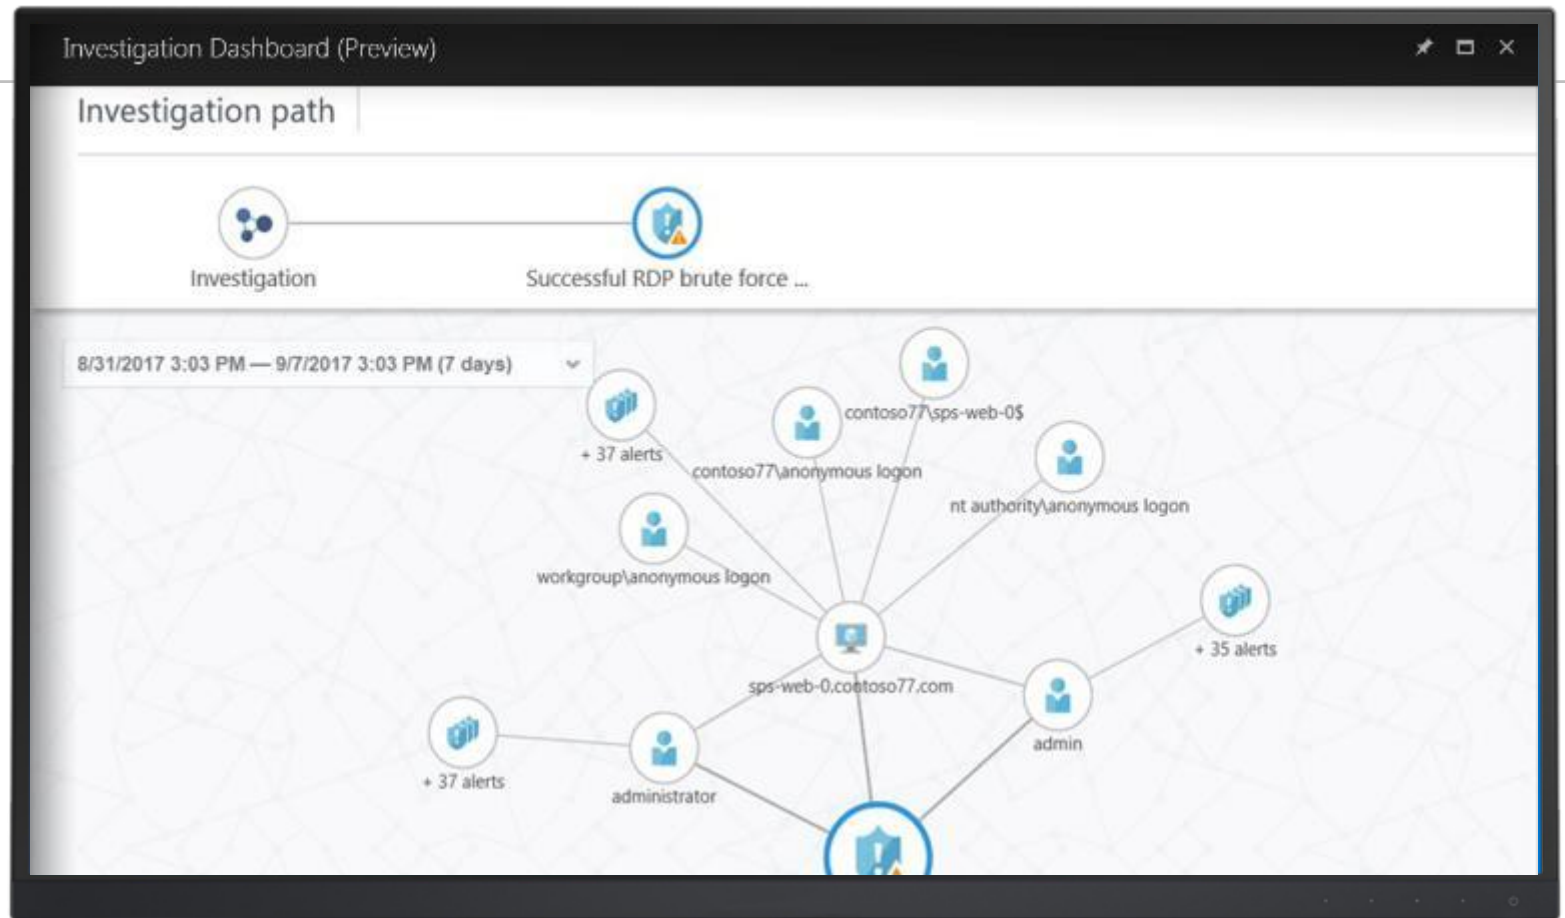 Investigation Dashboard (Preview)
Investigation path
Investigation
Successful RDP brute force ...
8/31/2017 3:03 PM — 9/7/2017 3:03 PM (7 days)
contoso77\sps-web-0$
+ 37 alerts
contoso77\anonymous logon
nt authority\anonymous logon
workgroup\anonymous logon
+ 35 alerts
sps-web-0.contoso77.com
admin
+ 37 alerts
administrator